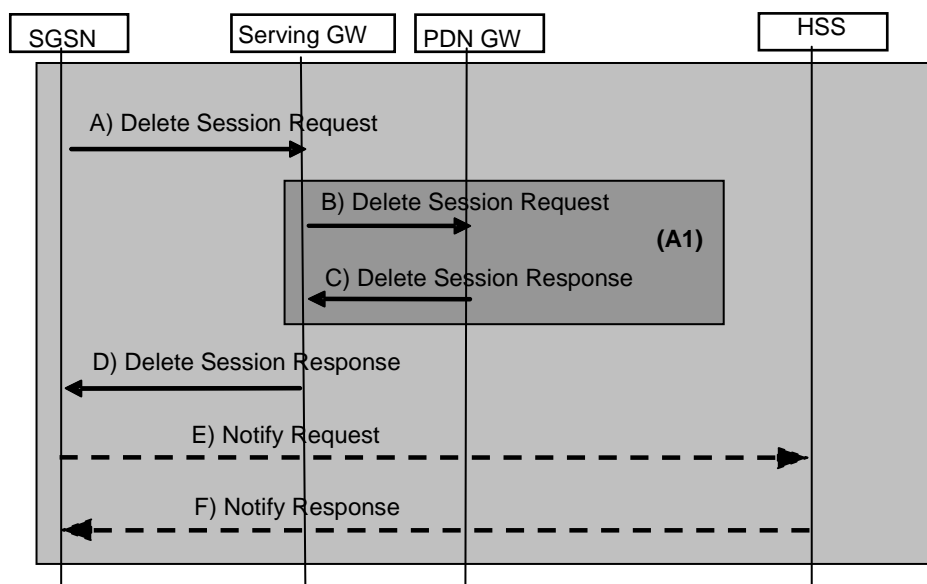 SGSN
Serving GW
PDN GW
HSS
A) Delete Session Request
B) Delete Session Request
(A1)
C) Delete Session Response
D) Delete Session Response
E) Notify Request
F) Notify Response